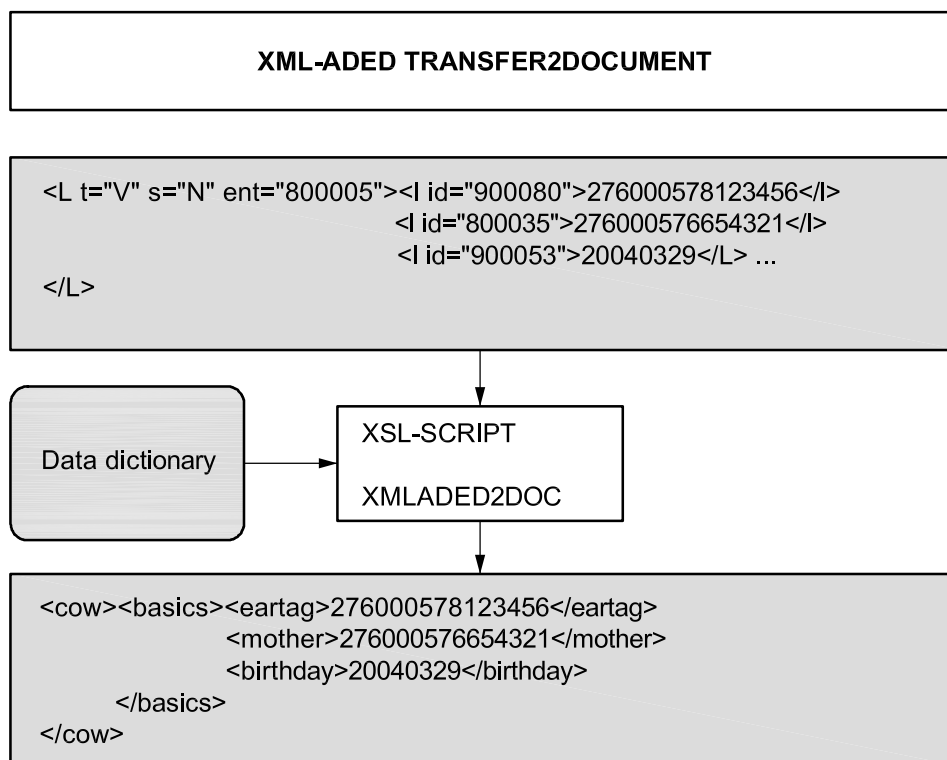 XML-ADED TRANSFER2DOCUMENT
<L t="V" s="N" ent="800005"><I id="900080">276000578123456</I>
<I id="800035">276000576654321</I>
<I id="900053">20040329</L> ...
</L>
Data dictionary
XSL-SCRIPT
XMLADED2DOC
<cow><basics><eartag>276000578123456</eartag>
<mother>276000576654321</mother>
<birthday>20040329</birthday>
</basics>
</cow>